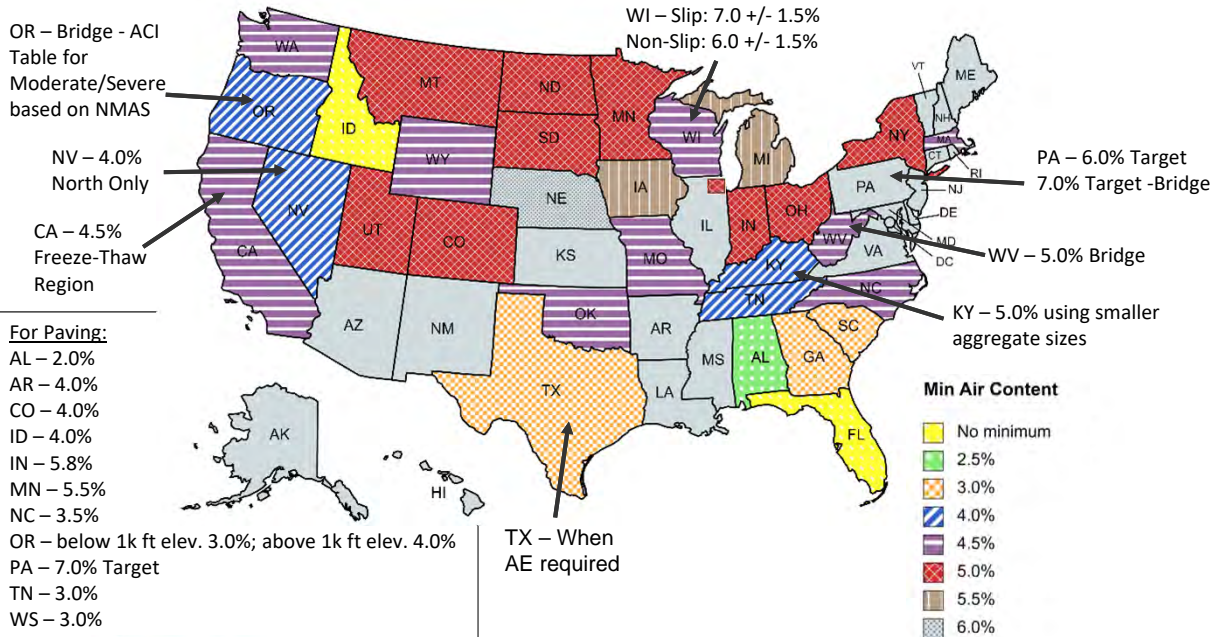 OR – Bridge - ACI
Table for
Moderate/Severe
based on NMAS
NV – 4.0%
North Only
CA – 4.5%
Freeze-Thaw
Region
WI – Slip: 7.0 +/- 1.5%
Non-Slip: 6.0 +/- 1.5%
PA – 6.0% Target
7.0% Target -Bridge
WV – 5.0% Bridge
KY – 5.0% using smaller
aggregate sizes
TX – When
AE required
WA
OR
ID
MT
ND
SD
MN
WI
MI
WY
NE
IA
NV
CA
UT
CO
KS
MO
IL
IN
OH
KY
TN
WV
VA
NC
SC
GA
AL
MS
AR
LA
OK
TX
NM
AZ
AK
HI
FL
PA
NY
VT
NH
ME
MA
CT
RI
NJ
DE
MD
DC
For Paving:
AL – 2.0%
AR – 4.0%
CO – 4.0%
ID – 4.0%
IN – 5.8%
MN – 5.5%
NC – 3.5%
OR – below 1k ft elev. 3.0%; above 1k ft elev. 4.0%
PA – 7.0% Target
TN – 3.0%
WS – 3.0%
Min Air Content
No minimum
2.5%
3.0%
4.0%
4.5%
5.0%
5.5%
6.0%